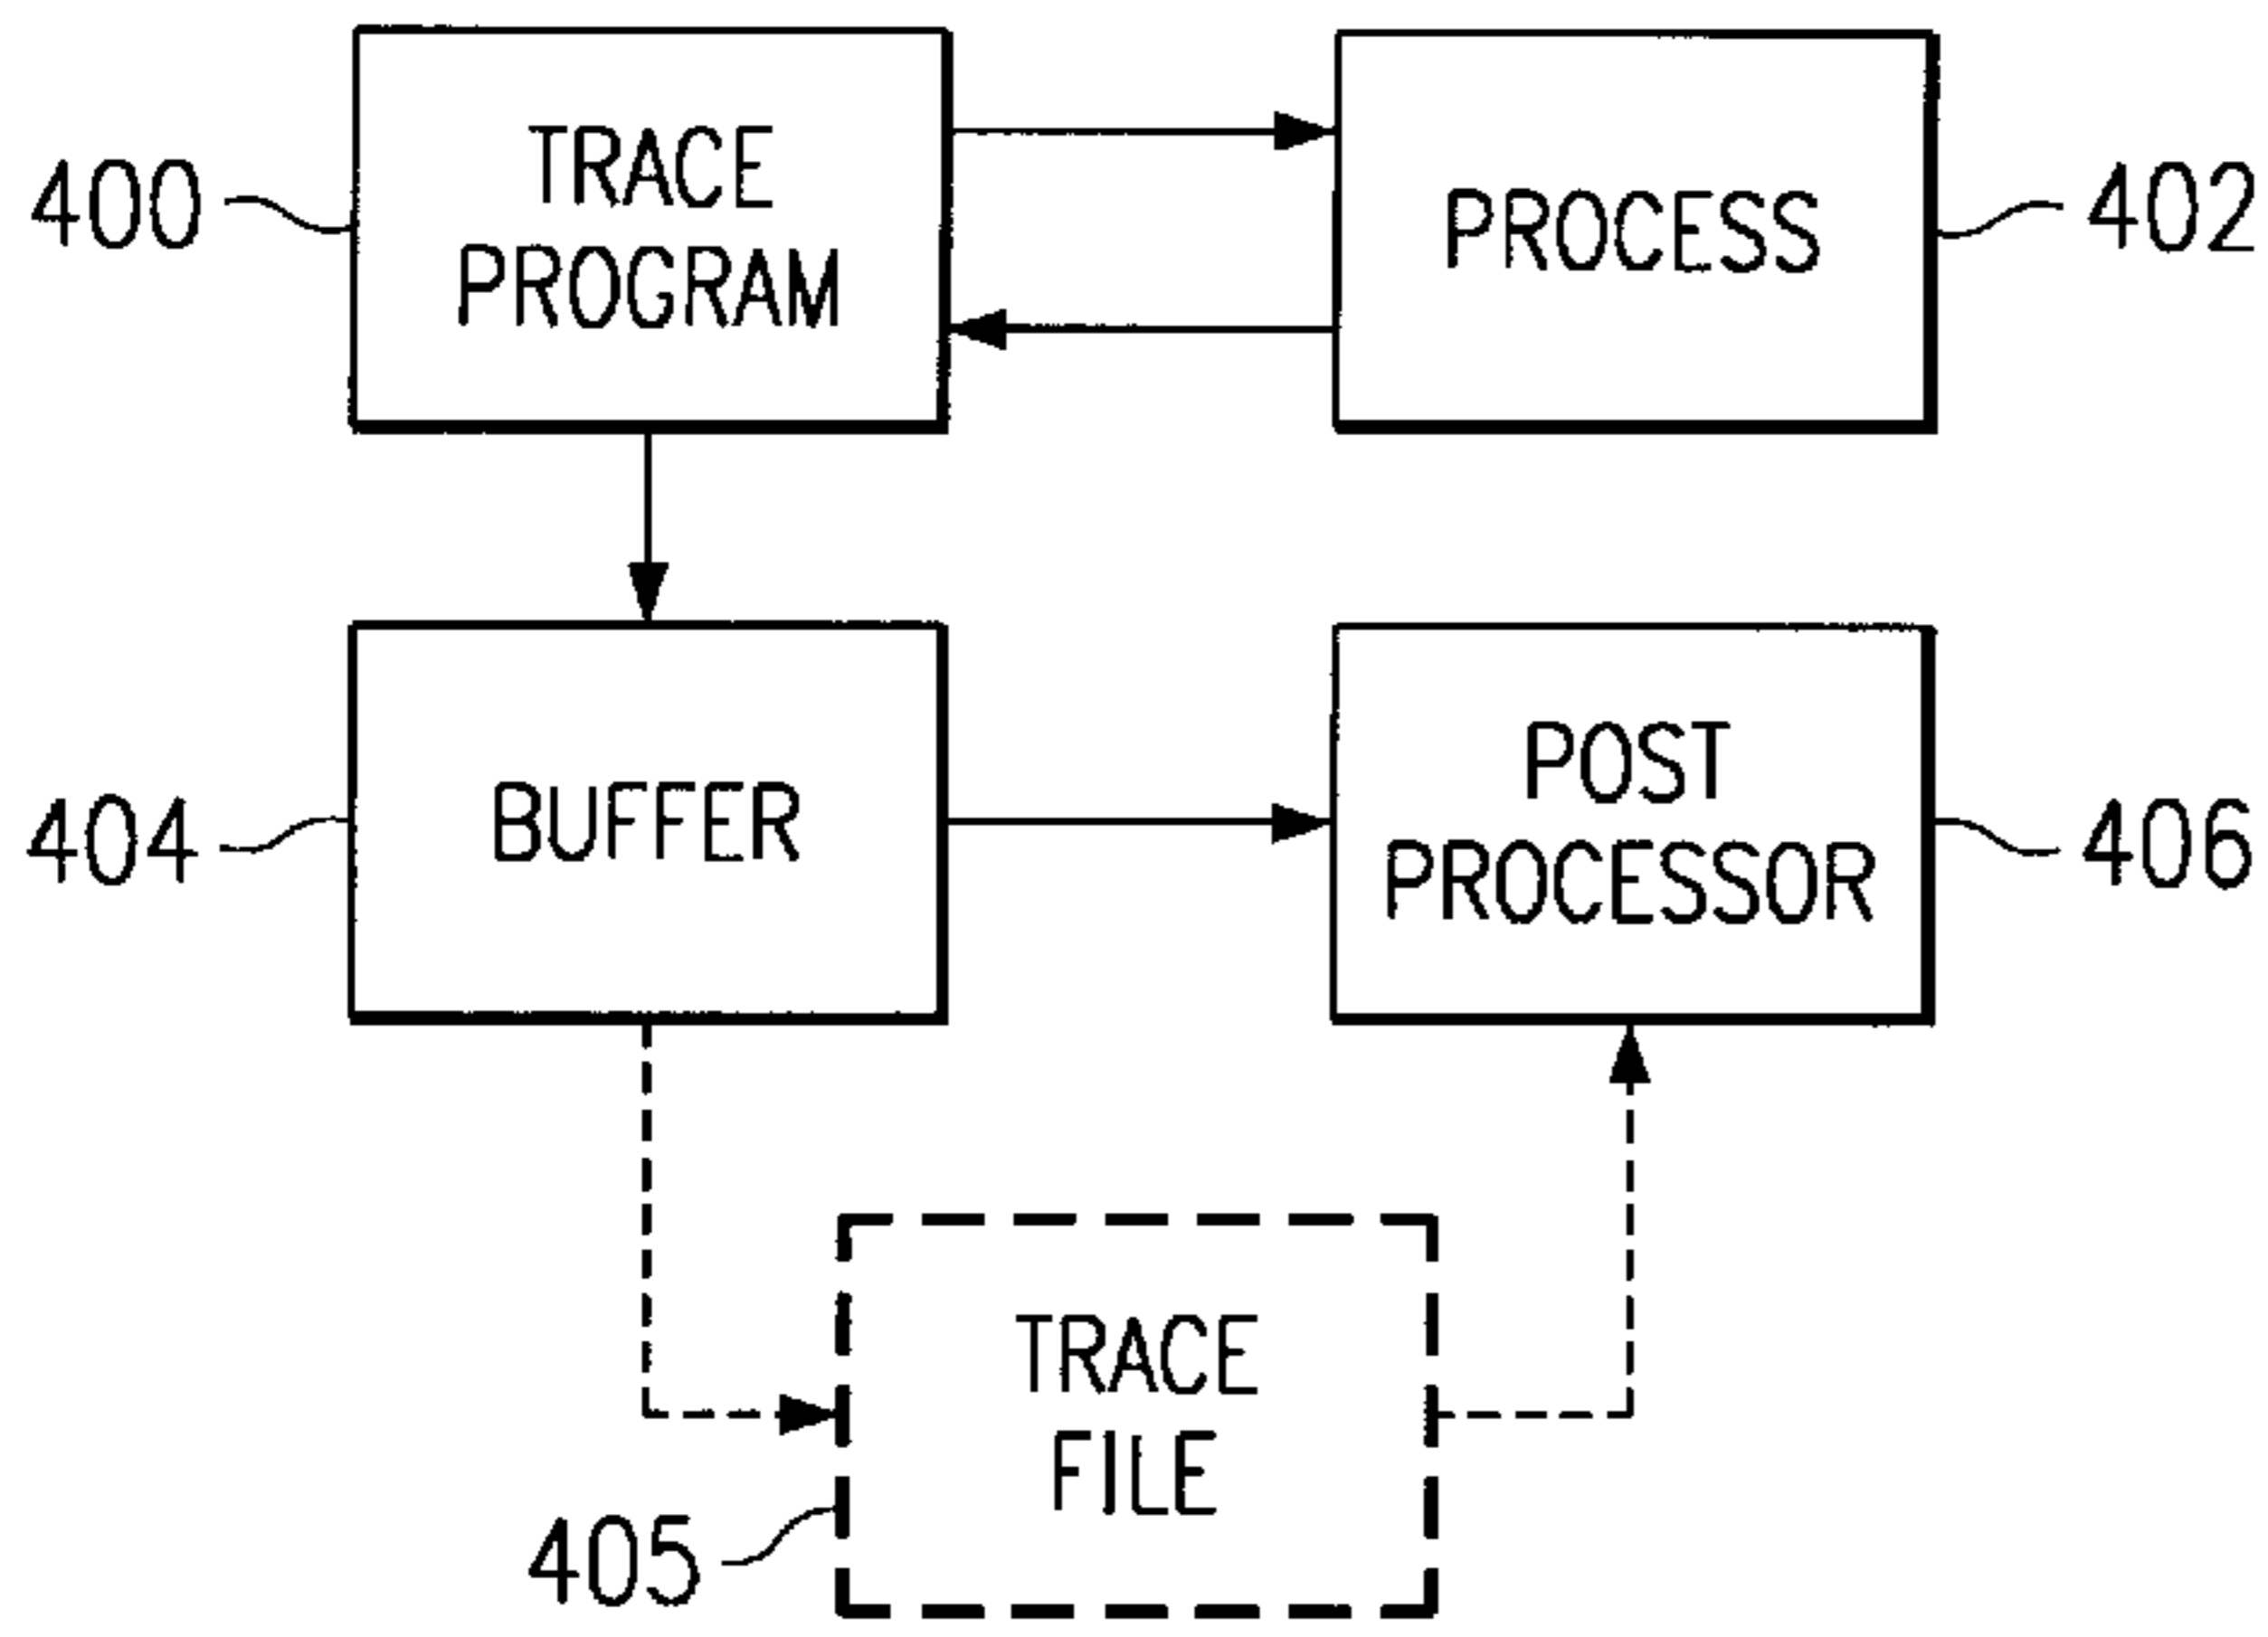 400
TRACE
PROGRAM
PROCESS
402
404
BUFFER
POST
PROCESSOR
406
TRACE
FILE
405